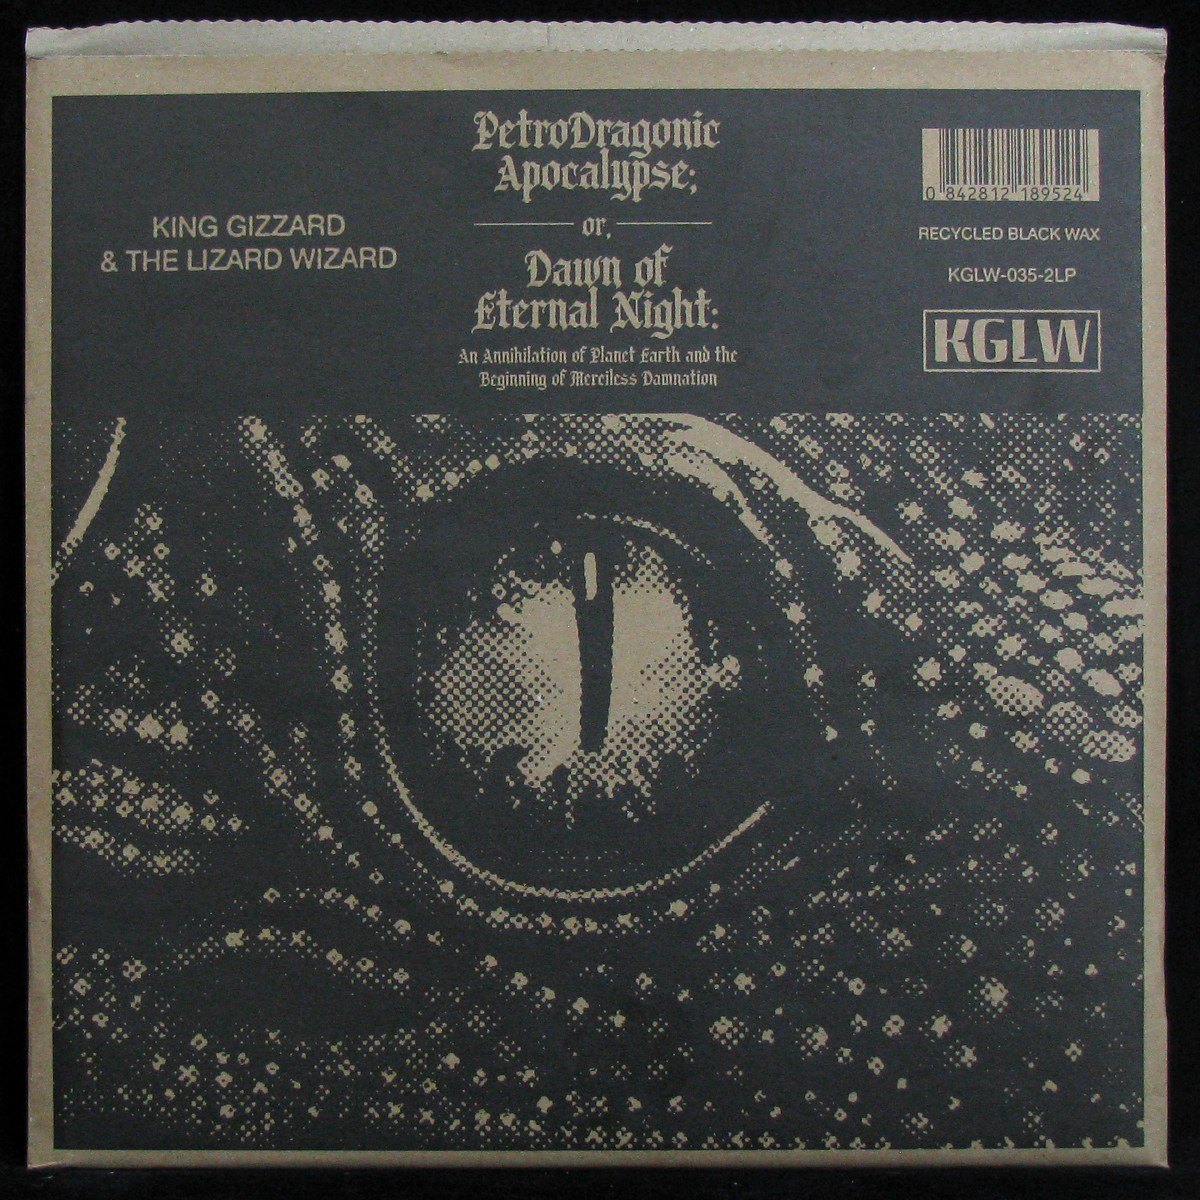 KING GIZZARD
& THE LIZARD WIZARD
PetroDragonic
Apocalypse;
or,
Dawn of
Eternal Night:
An Annihilation of Planet Earth and the
Beginning of Merciless Damnation
0 842812 189524
RECYCLED BLACK WAX
KGLW-035-2LP
KGLW